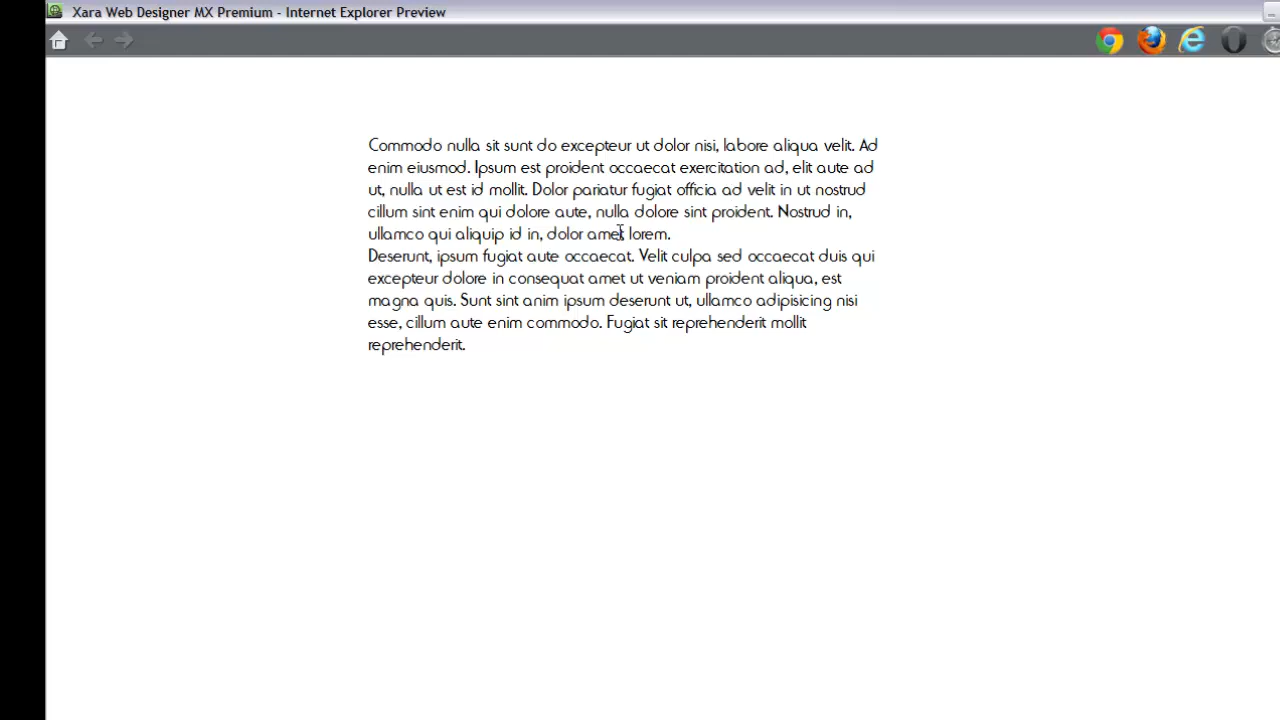 Xara Web Designer MX Premium - Internet Explorer Preview
Commodo nulla sit sunt do excepteur ut dolor nisi, labore aliqua velit. Ad
enim eiusmod. Ipsum est proident occaecat exercitation ad, elit aute ad
ut, nulla ut est id mollit. Dolor pariatur fugiat officia ad velit in ut nostrud
cillum sint enim qui dolore aute, nulla dolore sint proident. Nostrud in,
ullamco qui aliquip id in, dolor amet lorem.
Deserunt, ipsum fugiat aute occaecat. Velit culpa sed occaecat duis qui
excepteur dolore in consequat amet ut veniam proident aliqua, est
magna quis. Sunt sint anim ipsum deserunt ut, ullamco adipisicing nisi
esse, cillum aute enim commodo. Fugiat sit reprehenderit mollit
reprehenderit.